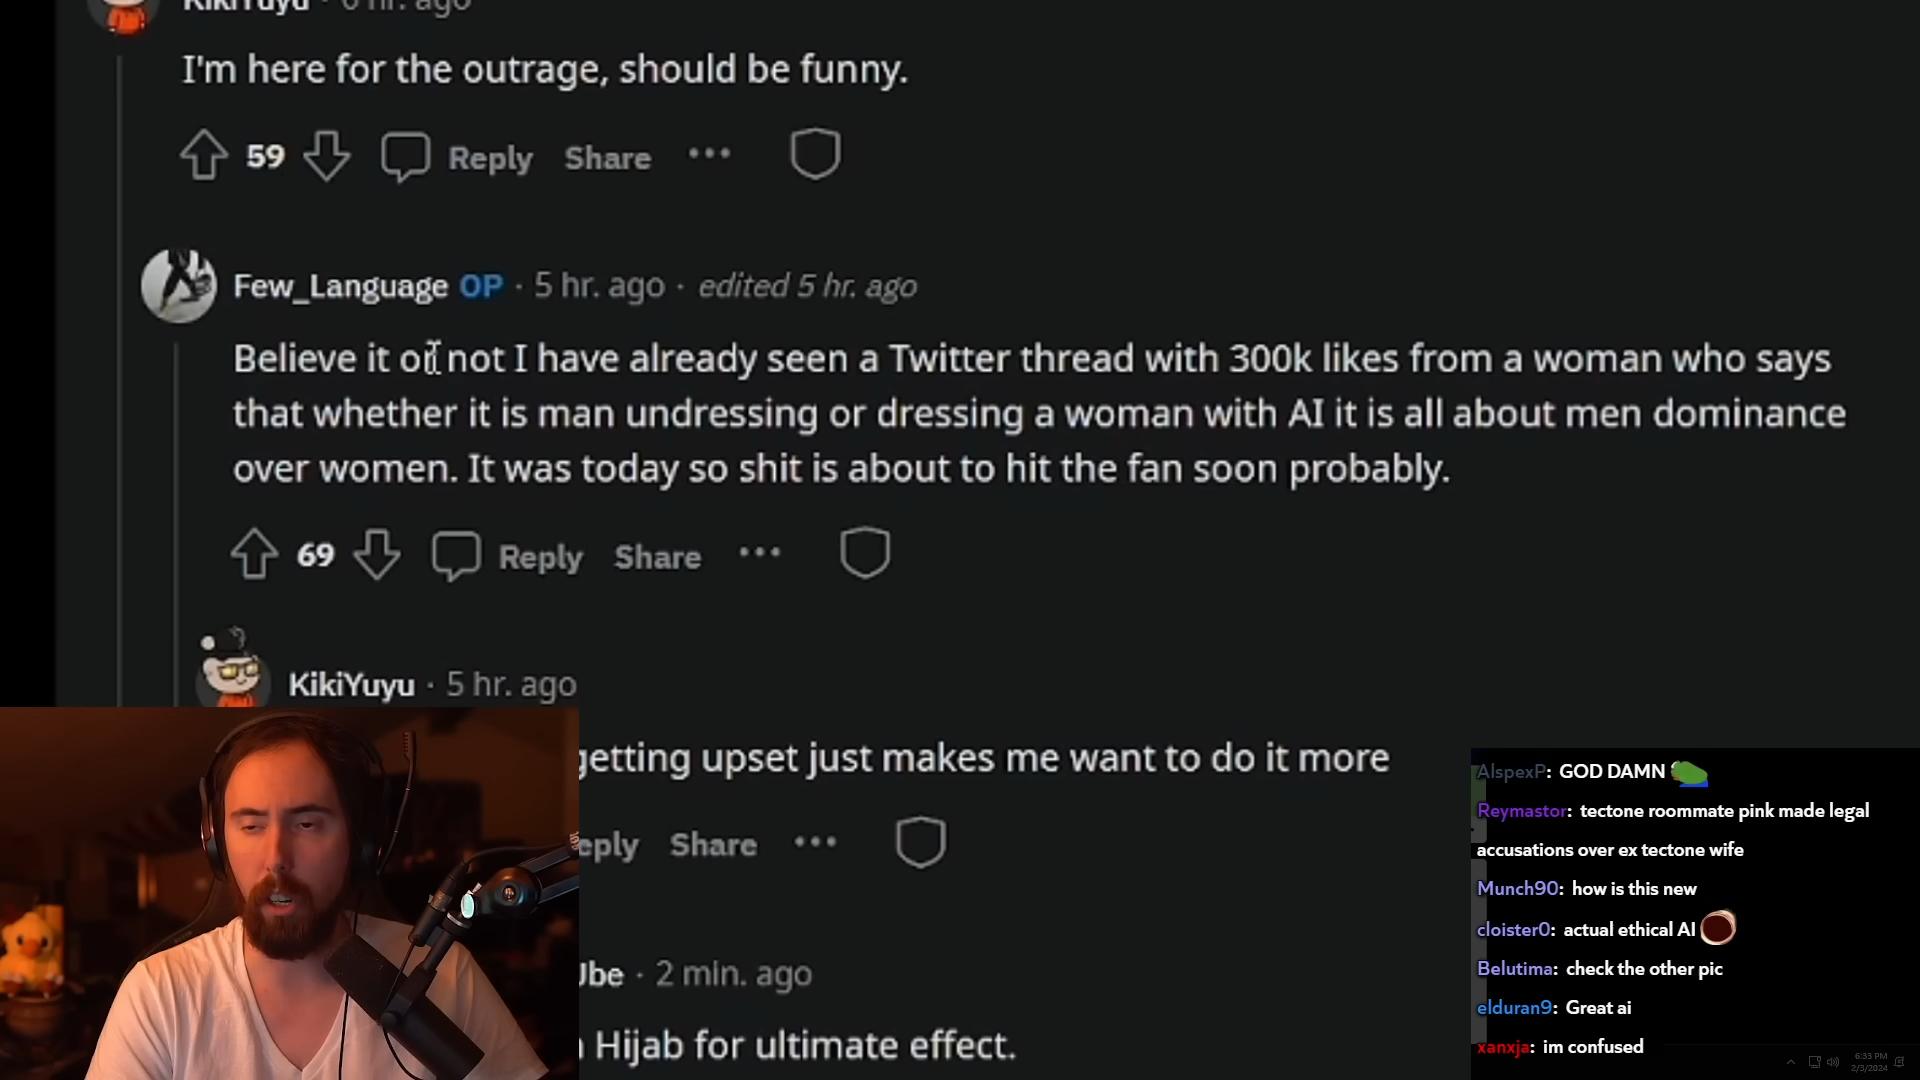 KikiYuyu · 6 hr. ago
I'm here for the outrage, should be funny.
59 Reply Share ···
Few_Language OP · 5 hr. ago · edited 5 hr. ago
Believe it or not I have already seen a Twitter thread with 300k likes from a woman who says
that whether it is man undressing or dressing a woman with AI it is all about men dominance
over women. It was today so shit is about to hit the fan soon probably.
69 Reply Share ···
KikiYuyu · 5 hr. ago
getting upset just makes me want to do it more
eply Share ···
· 2 min. ago
Hijab for ultimate effect.
AlspexP: GOD DAMN
Reymastor: tectone roommate pink made legal
accusations over ex tectone wife
Munch90: how is this new
cloister0: actual ethical AI
Belutima: check the other pic
elduran9: Great ai
xanxja: im confused
6:33 PM
2/3/2024